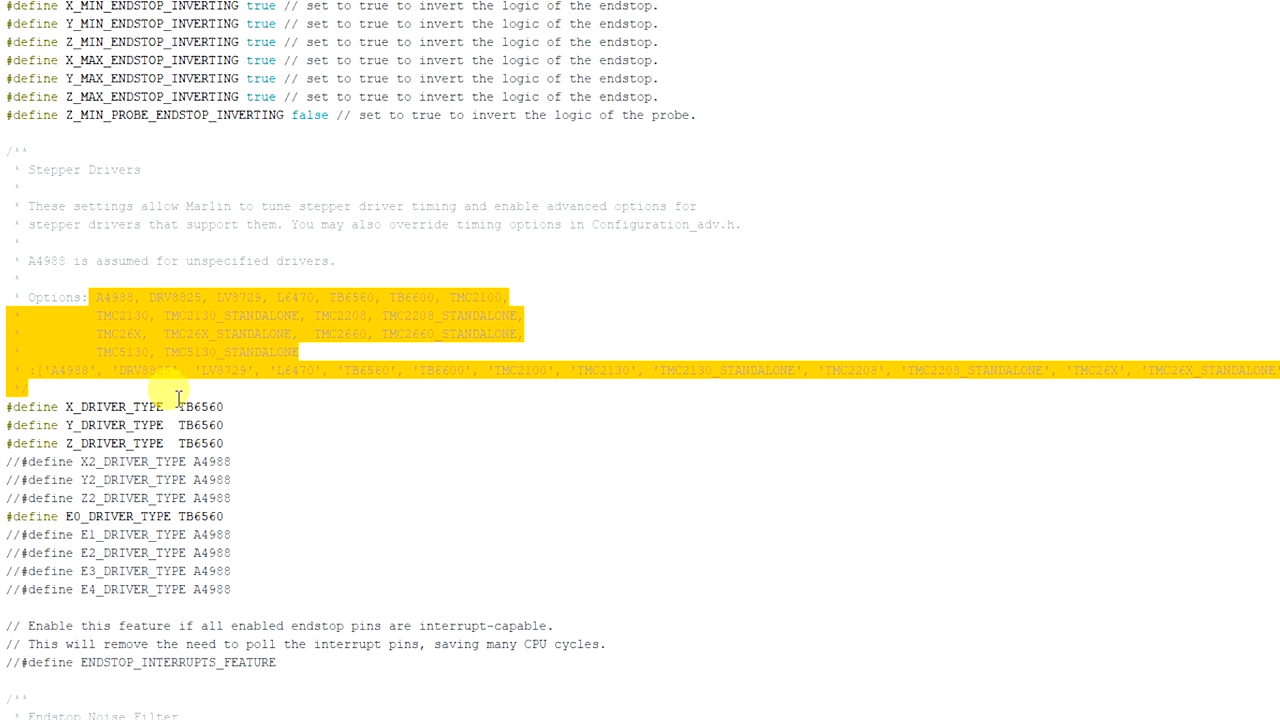 #define X_MIN_ENDSTOP_INVERTING true // set to true to invert the logic of the endstop.
#define Y_MIN_ENDSTOP_INVERTING true // set to true to invert the logic of the endstop.
#define Z_MIN_ENDSTOP_INVERTING true // set to true to invert the logic of the endstop.
#define X_MAX_ENDSTOP_INVERTING true // set to true to invert the logic of the endstop.
#define Y_MAX_ENDSTOP_INVERTING true // set to true to invert the logic of the endstop.
#define Z_MAX_ENDSTOP_INVERTING true // set to true to invert the logic of the endstop.
#define Z_MIN_PROBE_ENDSTOP_INVERTING false // set to true to invert the logic of the probe.
/**
* Stepper Drivers
*
* These settings allow Marlin to tune stepper driver timing and enable advanced options for
* stepper drivers that support them. You may also override timing options in Configuration_adv.h.
*
* A4988 is assumed for unspecified drivers.
*
* Options: A4988, DRV8825, LV8729, L6470, TB6560, TB6600, TMC2100,
* TMC2130, TMC2130_STANDALONE, TMC2208, TMC2208_STANDALONE,
* TMC26X, TMC26X_STANDALONE, TMC2660, TMC2660_STANDALONE,
* TMC5130, TMC5130_STANDALONE
* :['A4988', 'DRV8825', 'LV8729', 'L6470', 'TB6560', 'TB6600', 'TMC2100', 'TMC2130', 'TMC2130_STANDALONE', 'TMC2208', 'TMC2208_STANDALONE', 'TMC26X', 'TMC26X_STANDALONE'
*/
#define X_DRIVER_TYPE TB6560
#define Y_DRIVER_TYPE TB6560
#define Z_DRIVER_TYPE TB6560
//#define X2_DRIVER_TYPE A4988
//#define Y2_DRIVER_TYPE A4988
//#define Z2_DRIVER_TYPE A4988
#define E0_DRIVER_TYPE TB6560
//#define E1_DRIVER_TYPE A4988
//#define E2_DRIVER_TYPE A4988
//#define E3_DRIVER_TYPE A4988
//#define E4_DRIVER_TYPE A4988
// Enable this feature if all enabled endstop pins are interrupt-capable.
// This will remove the need to poll the interrupt pins, saving many CPU cycles.
//#define ENDSTOP_INTERRUPTS_FEATURE
/**
* Endstop Noise Filter